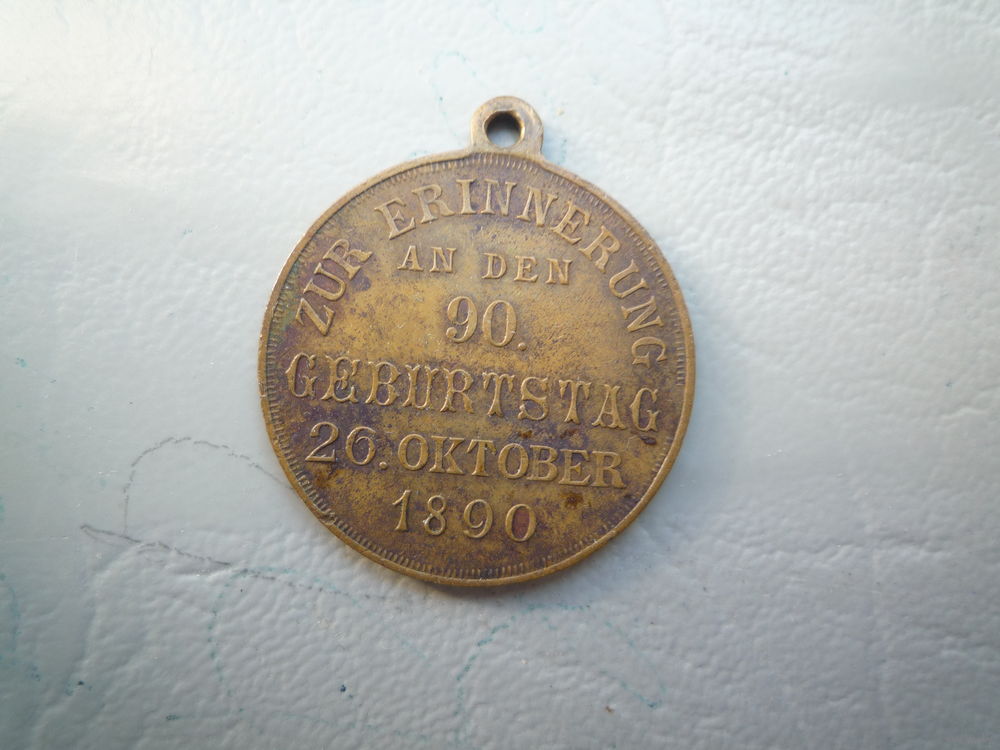 ZUR ERINNERUNG
AN DEN
90.
GEBURTSTAG
26. OKTOBER
1890